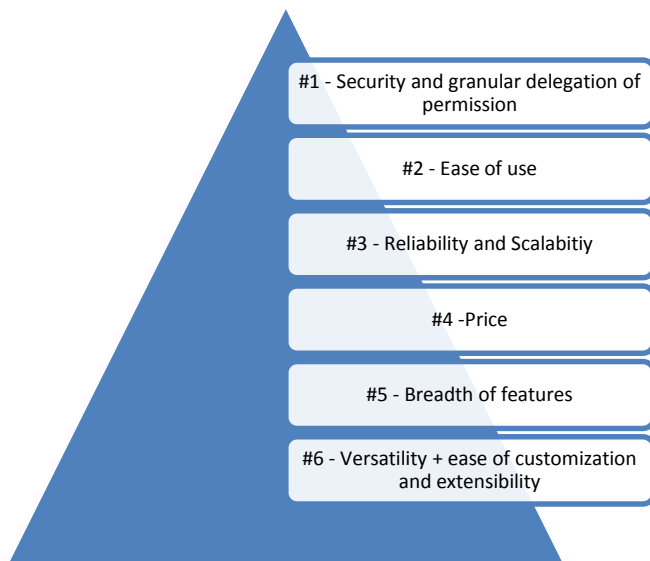 #1 - Security and granular delegation of
permission
#2 - Ease of use
#3 - Reliability and Scalabitiy
#4 -Price
#5 - Breadth of features
#6 - Versatility + ease of customization
and extensibility